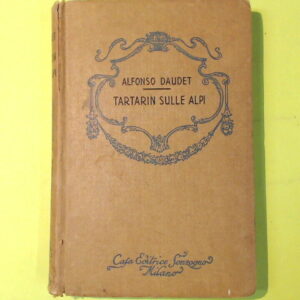 ALFONSO DAUDET
TARTARIN SULLE ALPI
Casa Editrice Sonzogno
Milano